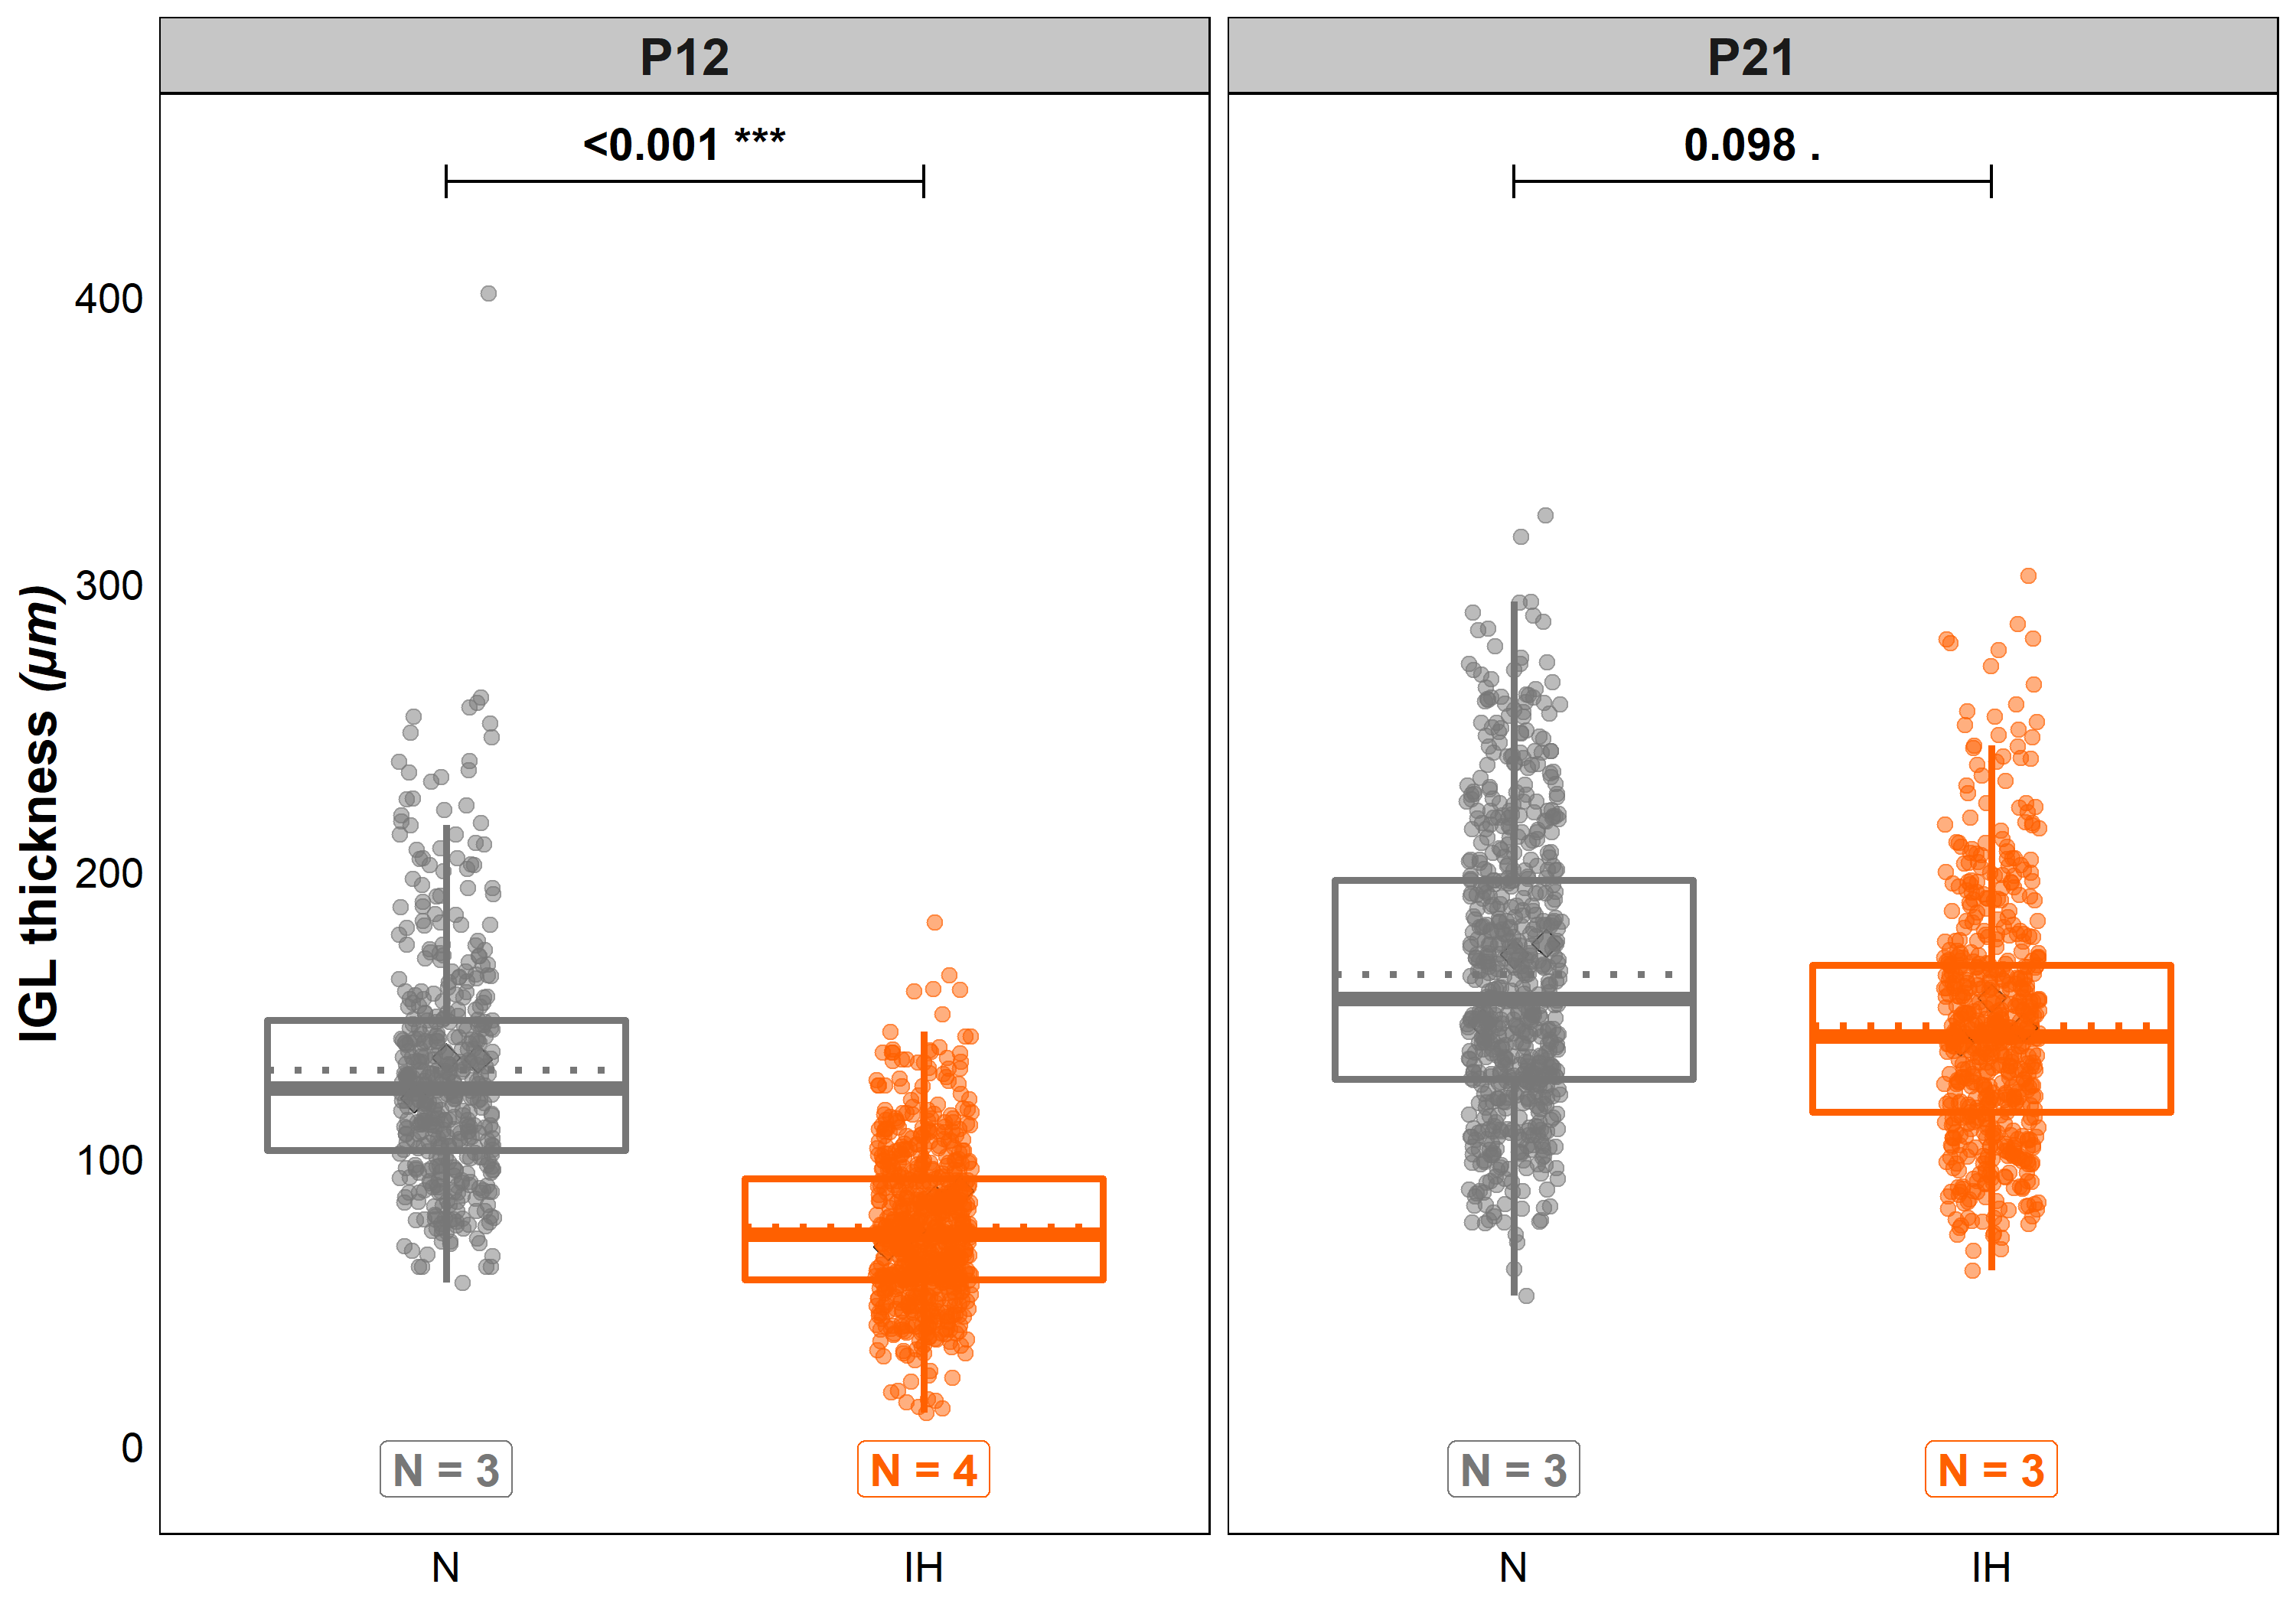 P12
P21
<0.001 ***
0.098 .
IGL thickness (μm)
400
300
200
100
0
N = 3
N = 4
N = 3
N = 3
N
IH
N
IH